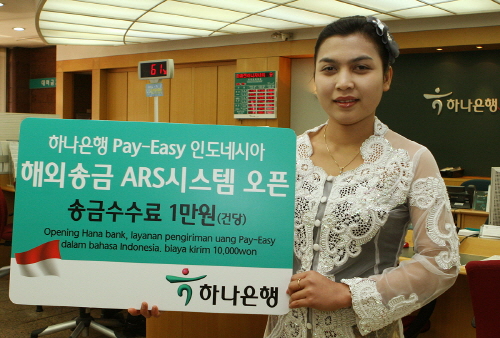 61
하나은행
하나은행 Pay-Easy 인도네시아
해외송금 ARS시스템 오픈
송금수수료 1만원(건당)
Opening Hana bank, layanan pengiriman uang Pay-Easy
dalam bahasa Indonesia. biaya kirim 10,000won
하나은행